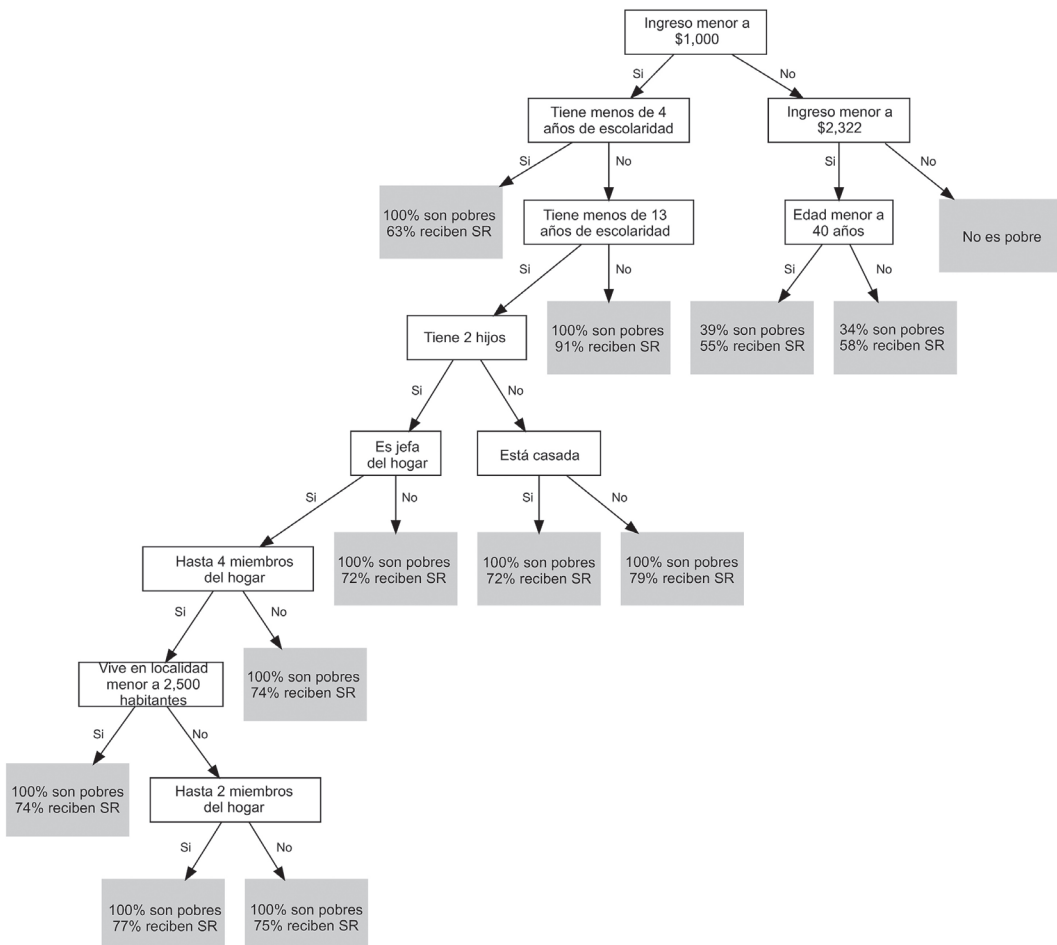 Ingreso menor a
$1,000
Si
No
Tiene menos de 4
años de escolaridad
Ingreso menor a
$2,322
Si
No
Si
No
100% son pobres
63% reciben SR
Tiene menos de 13
años de escolaridad
Edad menor a
40 años
No es pobre
Si
No
Si
No
Tiene 2 hijos
100% son pobres
91% reciben SR
39% son pobres
55% reciben SR
34% son pobres
58% reciben SR
Si
No
Es jefa
del hogar
Está casada
Si
No
Si
No
Hasta 4 miembros
del hogar
100% son pobres
72% reciben SR
100% son pobres
72% reciben SR
100% son pobres
79% reciben SR
Si
No
Vive en localidad
menor a 2,500
habitantes
100% son pobres
74% reciben SR
Si
No
100% son pobres
74% reciben SR
Hasta 2 miembros
del hogar
Si
No
100% son pobres
77% reciben SR
100% son pobres
75% reciben SR